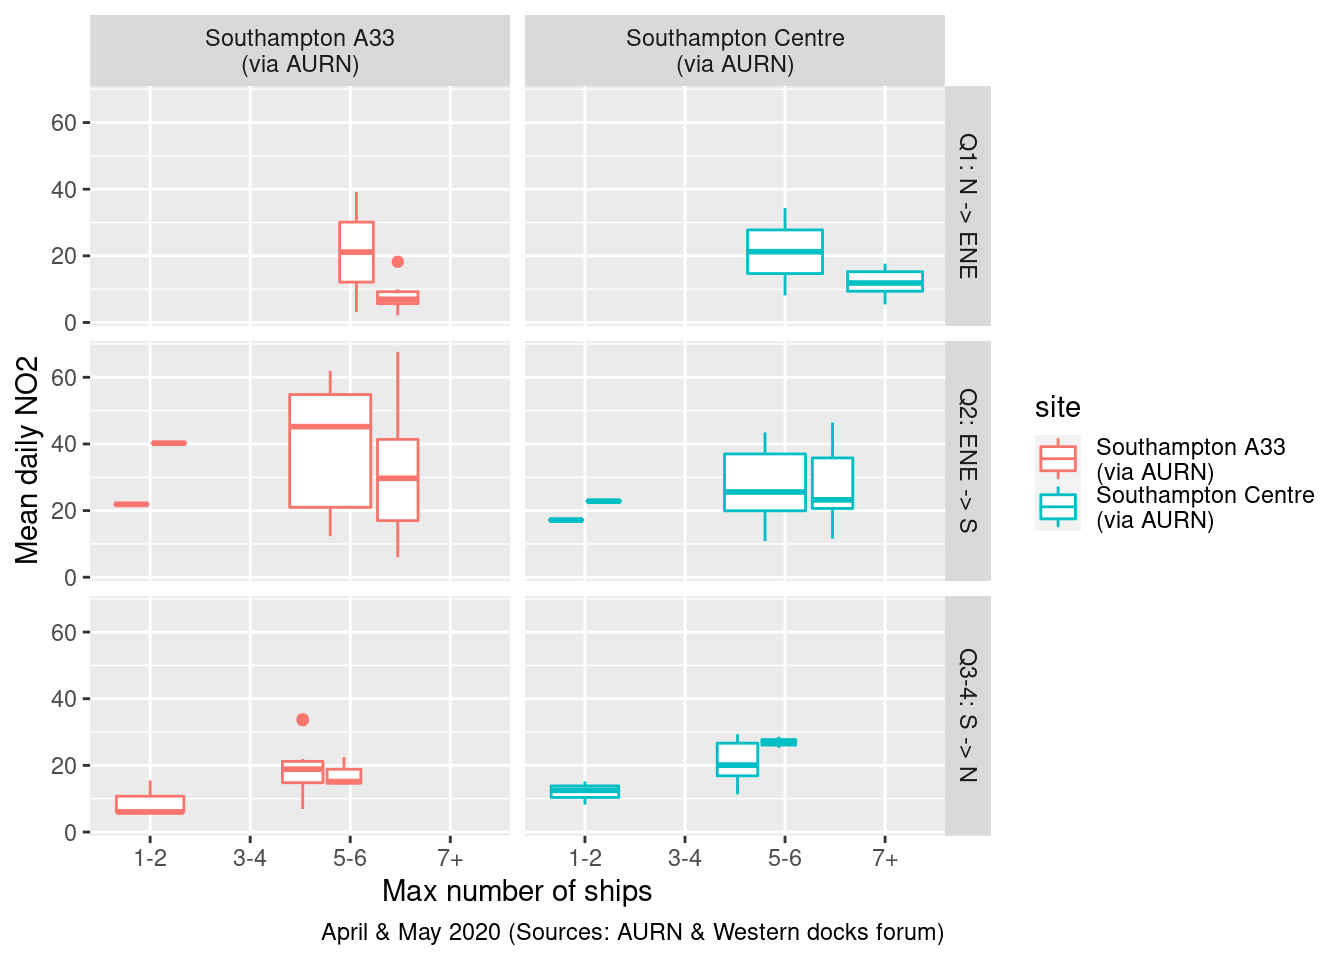 Southampton A33
(via AURN)
Southampton Centre
(via AURN)
60
40
20
0
Q1: N -> ENE
Mean daily NO2
60
40
20
0
Q2: ENE -> S
60
40
20
0
Q3-4: S -> N
1-2 3-4 5-6 7+
1-2 3-4 5-6 7+
Max number of ships
April & May 2020 (Sources: AURN & Western docks forum)
site
Southampton A33
(via AURN)
Southampton Centre
(via AURN)